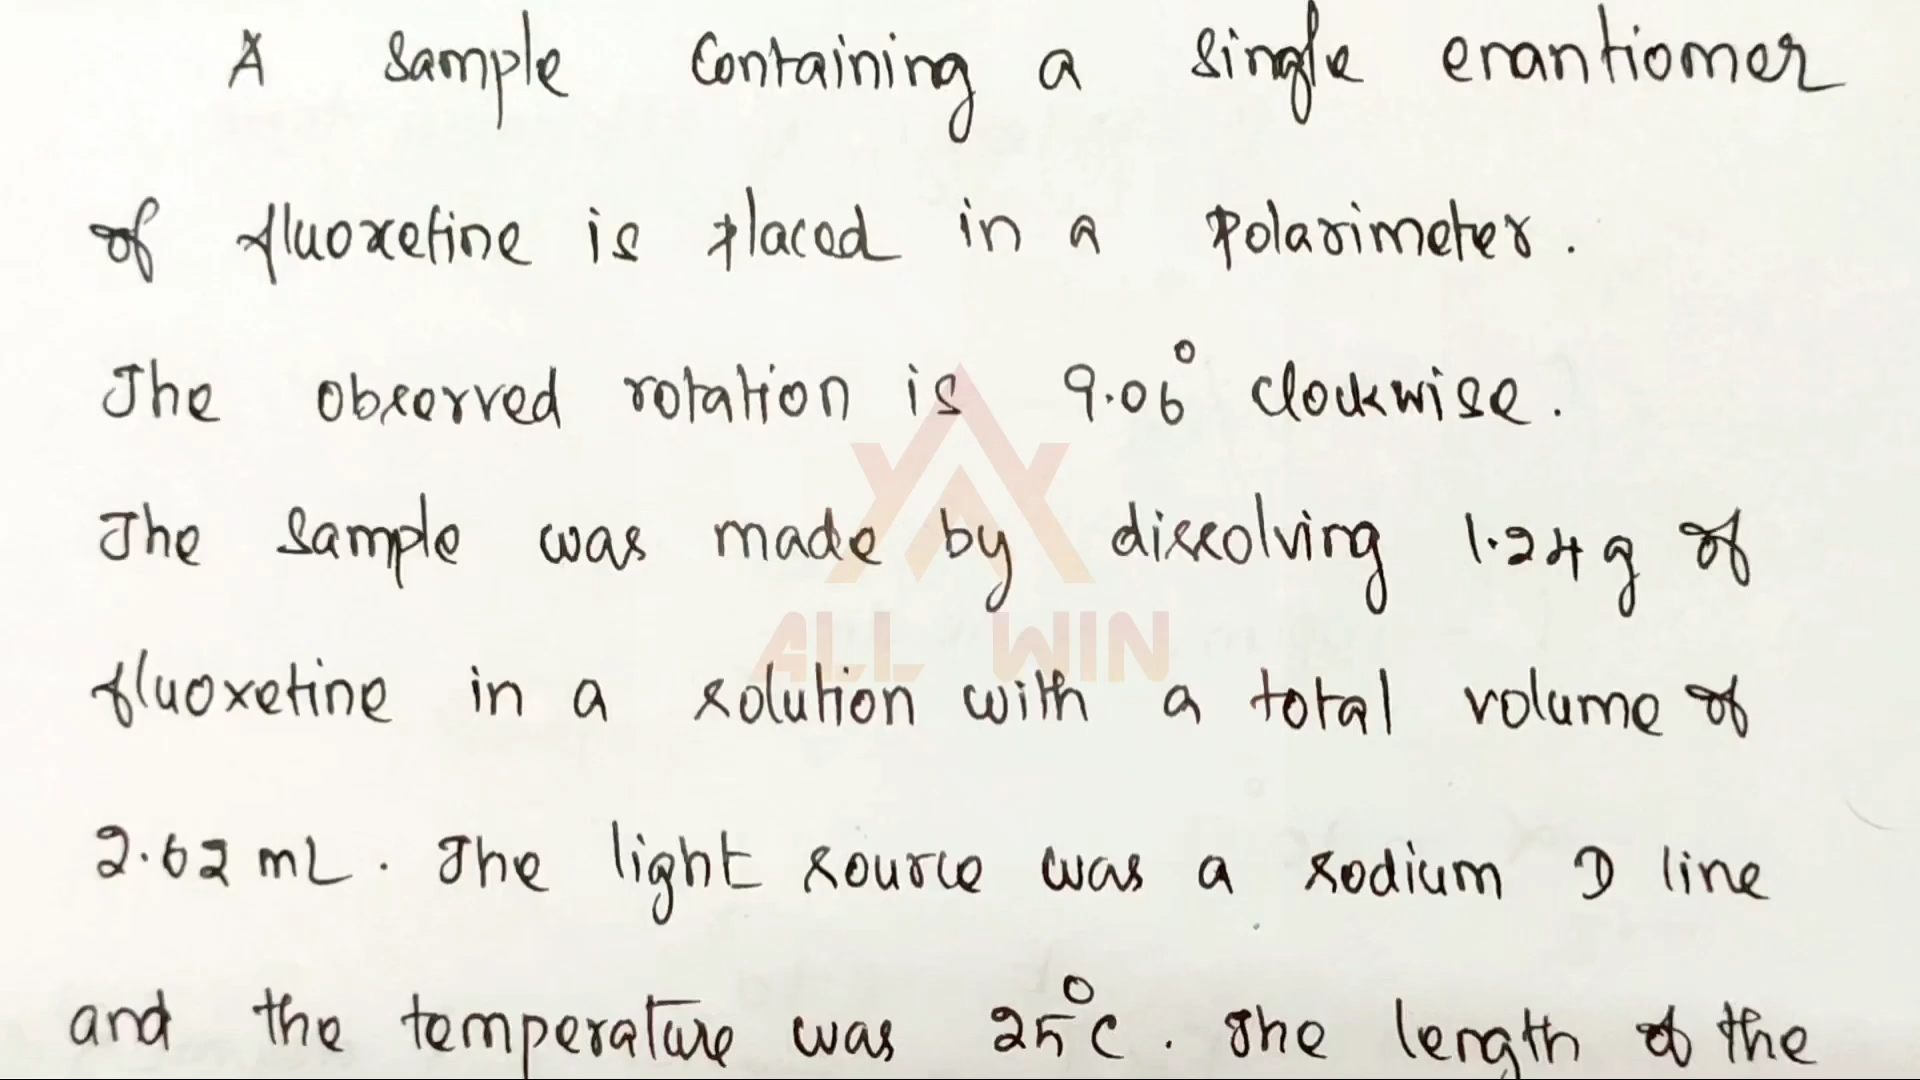 A sample containing a single enantiomer
of fluoxetine is placed in a polarimeter.
The observed rotation is 9.06° clockwise.
The sample was made by dissolving 1.24 g of
ALL WIN
fluoxetine in a solution with a total volume of
2.62 mL. The light source was a sodium D line
and the temperature was 25°C. The length of the